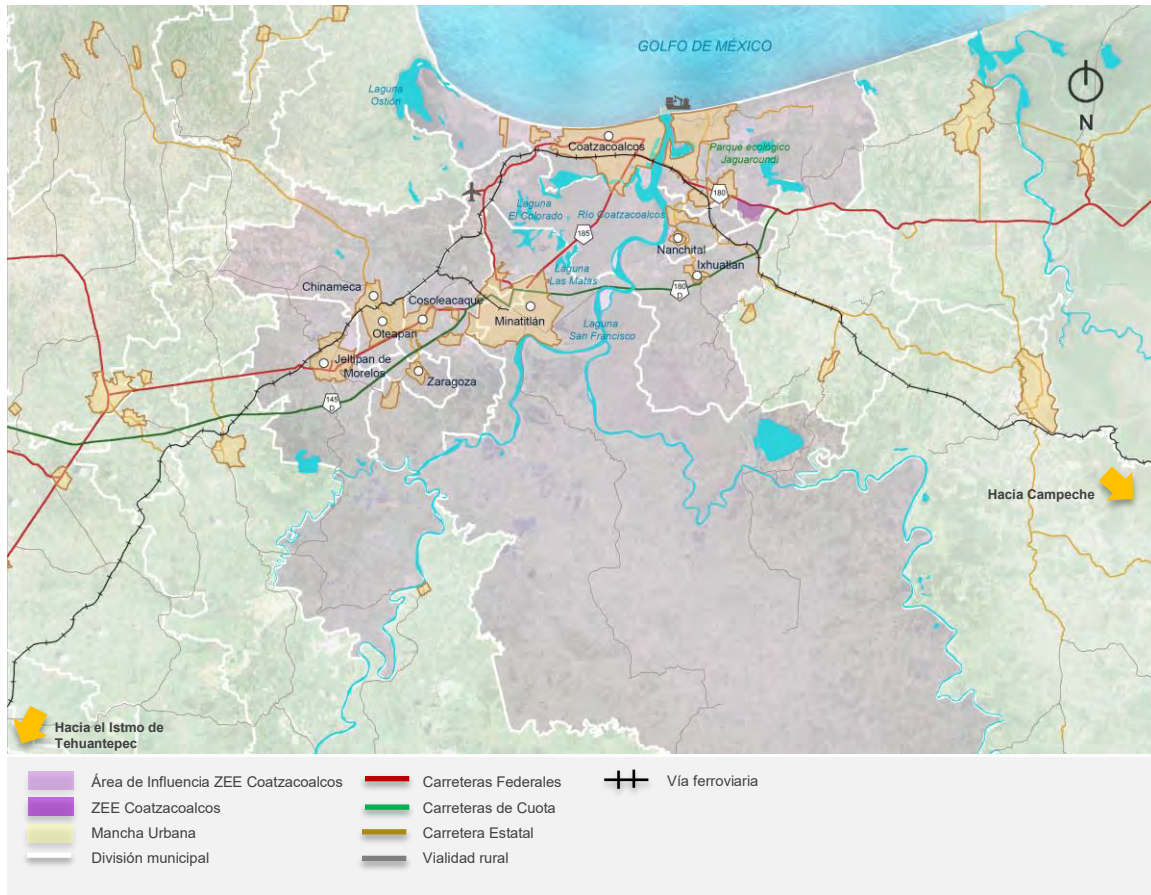 GOLFO DE MÉXICO
Laguna
Ostión
N
Coatzacoalcos
Parque ecológico
Jaguaroundi
180
Laguna
El Colorado
Río Coatzacoalcos
185
Nanchital
Ixhuatlan
Laguna
Las Matas
180
D
Chinameca
Cosoleacaque
Minatitlán
Oteapan
Laguna
San Francisco
Jeltipan de
Morelos
Zaragoza
145
D
Hacia Campeche
Hacia el Istmo de
Tehuantepec
Área de Influencia ZEE Coatzacoalcos
ZEE Coatzacoalcos
Mancha Urbana
División municipal
Carreteras Federales
Carreteras de Cuota
Carretera Estatal
Vialidad rural
Vía ferroviaria